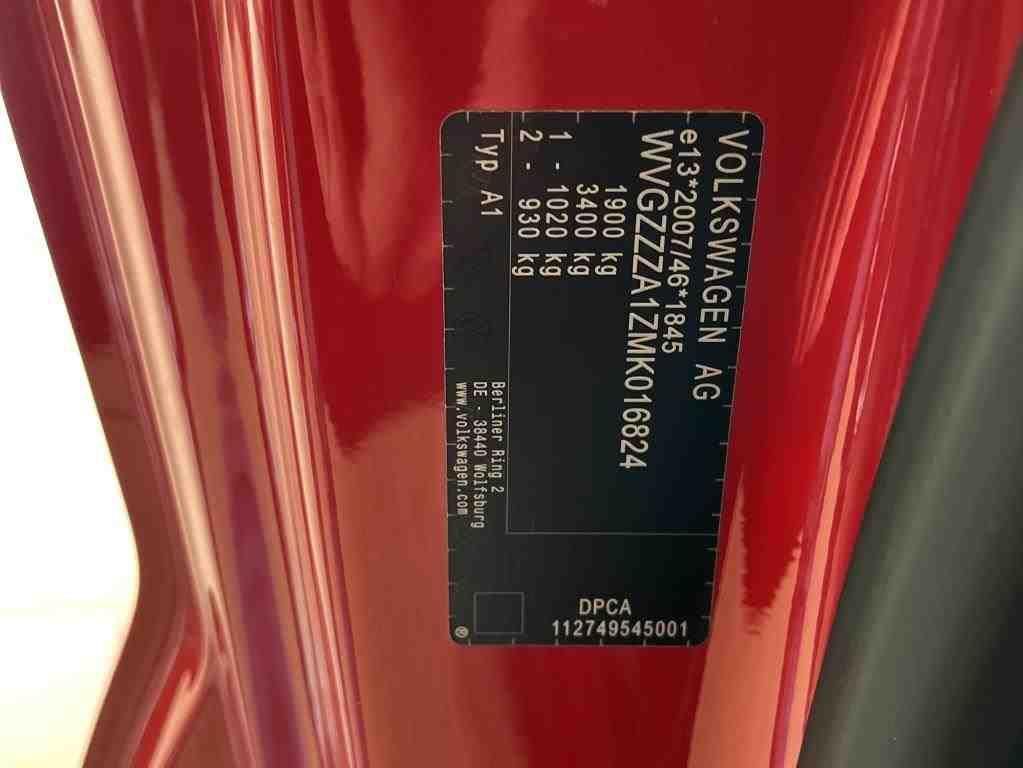 VOLKSWAGEN AG
e13*2007/46*1845
WVGZZZA1ZMK016824
1900 kg
3400 kg
1 - 1020 kg
2 - 930 kg
Typ A1
Berliner Ring 2
DE - 38440 Wolfsburg
www.volkswagen.com
DPCA
112749545001
®